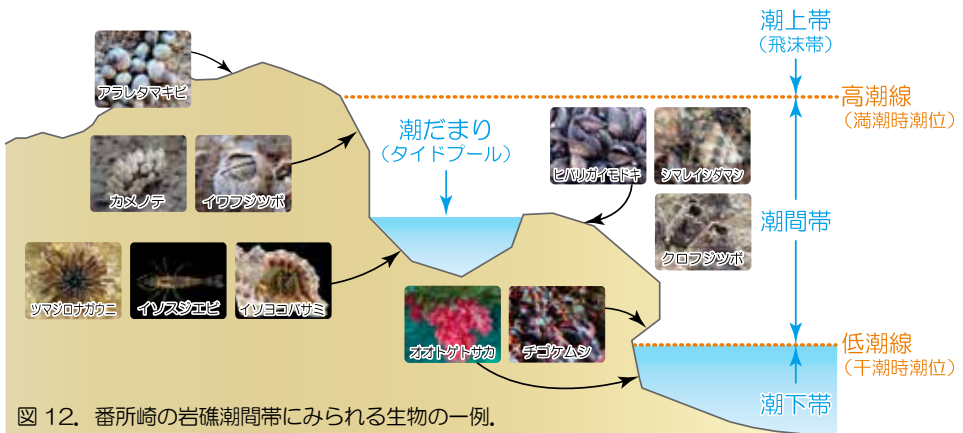 潮上帯
(飛沫帯)
アラレタマキビ
高潮線
(満潮時潮位)
潮だまり
(タイドプール)
ヒバリガイモドキ
シマレイシダマシ
カメノテ
イワフジツボ
潮間帯
クロフジツボ
ツマジロナガウニ
イソスジエビ
イソヨコバサミ
オオトゲトサカ
チゴケムシ
低潮線
(干潮時潮位)
潮下帯
図 12. 番所崎の岩礁潮間帯にみられる生物の一例.